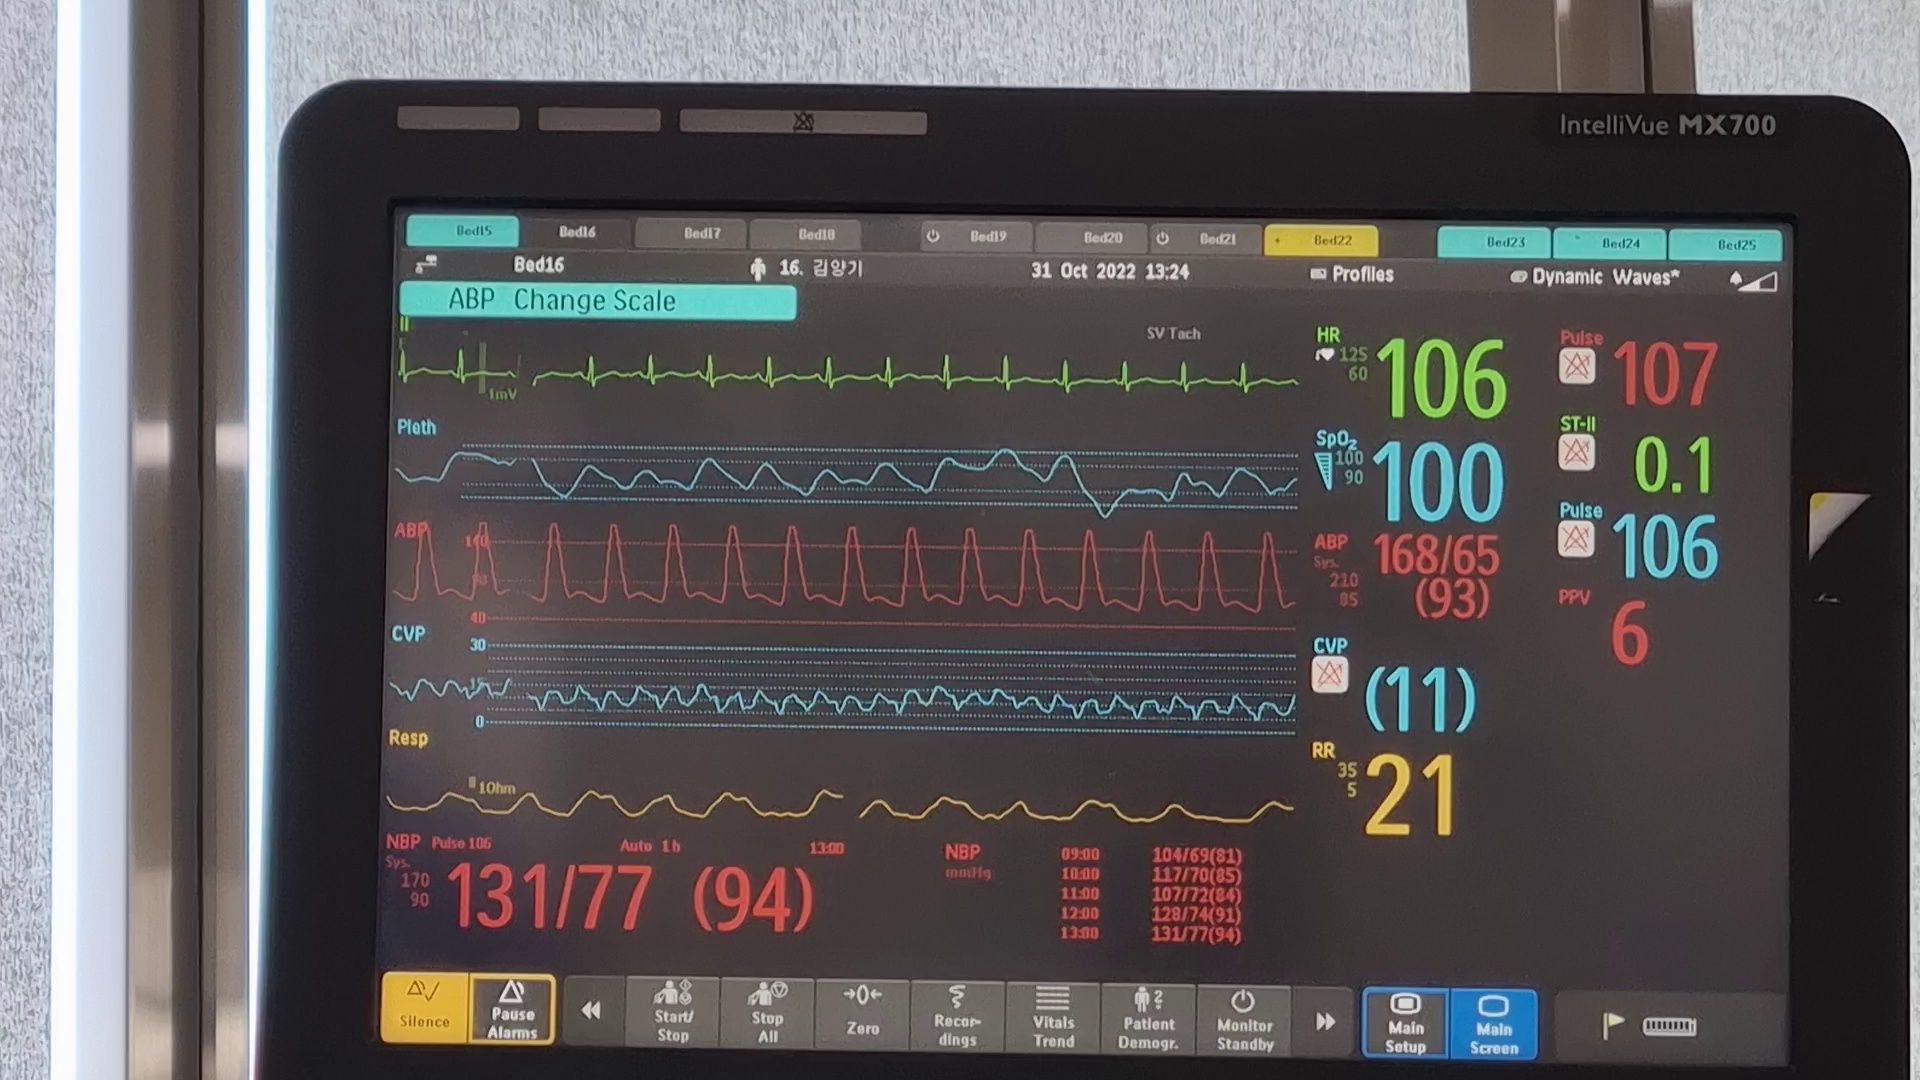 IntelliVue MX700
Bed15 Bed16 Bed17 Bed18 Bed19 Bed20 Bed21 Bed22 Bed23 Bed24 Bed25
Bed16 16. 김양기 31 Oct 2022 13:24 Profiles Dynamic Waves*
ABP Change Scale
II SV Tach
1mV
HR 125 60 106
Pulse 107
Pleth
SpO₂ 100 90 100
ST-II 0.1
Pulse 106
ABP 140
40
ABP Sys. 210 85 168/65 (93)
PPV 6
CVP 30
15
0
CVP (11)
Resp
10hm
RR 35 5 21
NBP Pulse 106 Auto 1h 13:00
Sys. 170 90 131/77 (94)
NBP 09:00 104/69(81)
mmHg 10:00 117/70(85)
11:00 107/72(84)
12:00 128/74(91)
13:00 131/77(94)
Silence
Pause Alarms
Start/ Stop
Stop All
Zero
Recor- dings
Vitals Trend
Patient Demogr.
Monitor Standby
Main Setup
Main Screen